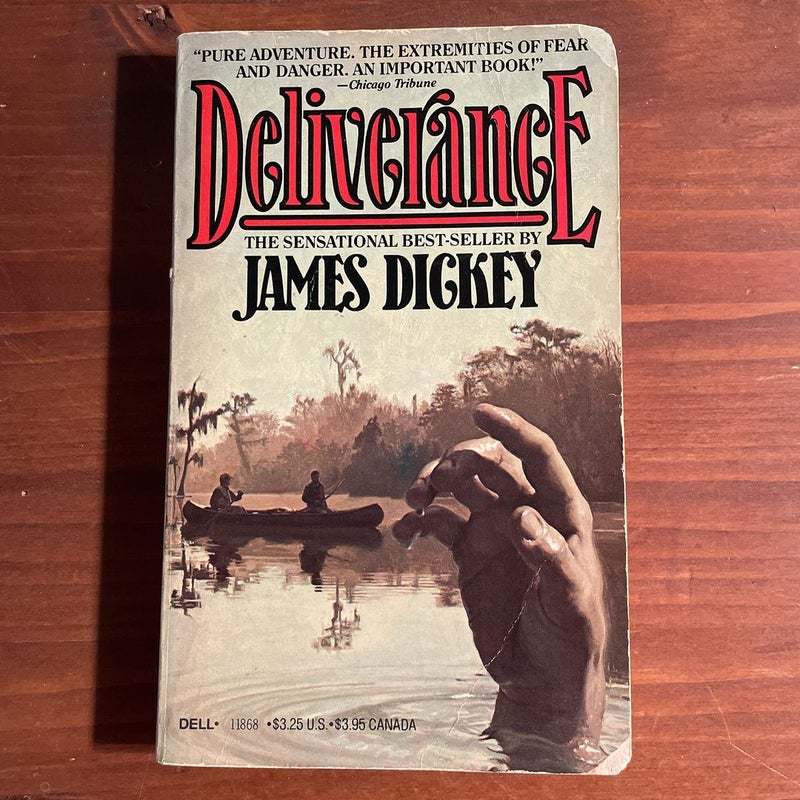 “PURE ADVENTURE. THE EXTREMITIES OF FEAR
AND DANGER. AN IMPORTANT BOOK!”
—Chicago Tribune
DeliverancE
THE SENSATIONAL BEST-SELLER BY
JAMES DICKEY
DELL• 11868 •$3.25 U.S.•$3.95 CANADA